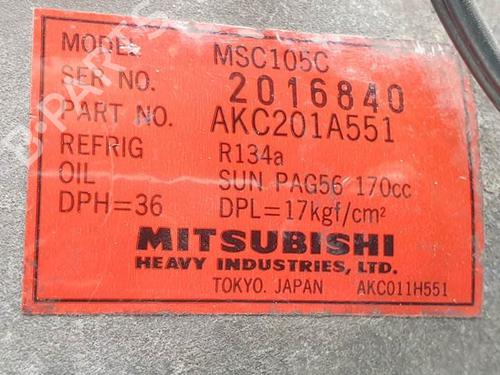 MODEL MSC105C
SER NO. 2016840
PART NO. AKC201A551
REFRIG R134a
OIL SUN PAG56 170cc
DPH=36 DPL=17kgf/cm²
MITSUBISHI
HEAVY INDUSTRIES, LTD.
TOKYO. JAPAN AKC011H551
B-PARTS